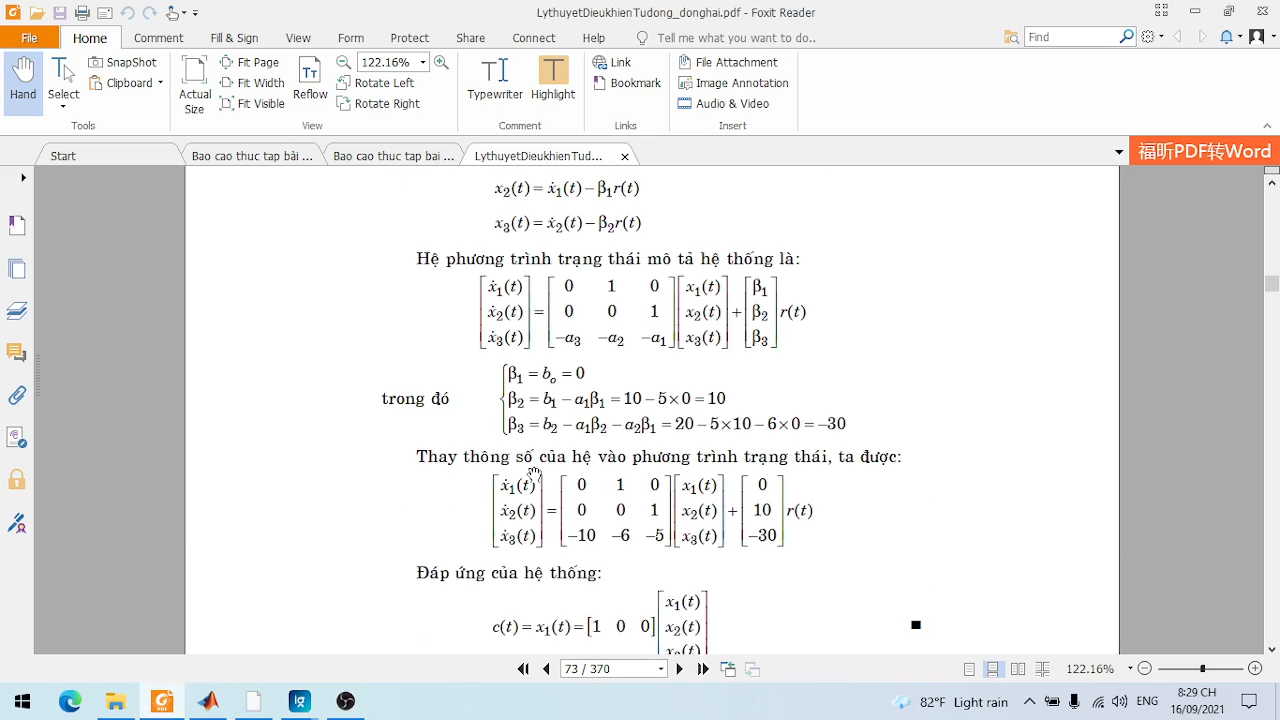 LythuyetDieukhienTudong_donghai.pdf - Foxit Reader
File Home Comment Fill & Sign View Form Protect Share Connect Help Tell me what you want to do.. Find
Hand Select SnapShot Clipboard Actual Size Fit Page Fit Width Fit Visible Reflow 122.16% Rotate Left Rotate Right Typewriter Highlight Link Bookmark File Attachment Image Annotation Audio & Video
Tools View Comment Links Insert
Start Bao cao thuc tap bài ... Bao cao thuc tap bai ... LythuyetDieukhienTud... 福昕PDF转Word
x₂(t) = ẋ₁(t) − β₁r(t)
x₃(t) = ẋ₂(t) − β₂r(t)
Hệ phương trình trạng thái mô tả hệ thống là:
ẋ₁(t) 0 1 0 x₁(t) β₁
ẋ₂(t) = 0 0 1 x₂(t) + β₂ r(t)
ẋ₃(t) −a₃ −a₂ −a₁ x₃(t) β₃
β₁ = bₒ = 0
trong đó β₂ = b₁ − a₁β₁ = 10 − 5×0 = 10
β₃ = b₂ − a₁β₂ − a₂β₁ = 20 − 5×10 − 6×0 = −30
Thay thông số của hệ vào phương trình trạng thái, ta được:
ẋ₁(t) 0 1 0 x₁(t) 0
ẋ₂(t) = 0 0 1 x₂(t) + 10 r(t)
ẋ₃(t) −10 −6 −5 x₃(t) −30
Đáp ứng của hệ thống:
x₁(t)
c(t) = x₁(t) = [1 0 0] x₂(t)
x₃(t)
73 / 370 122.16%
82°F Light rain ENG 8:29 CH
16/09/2021